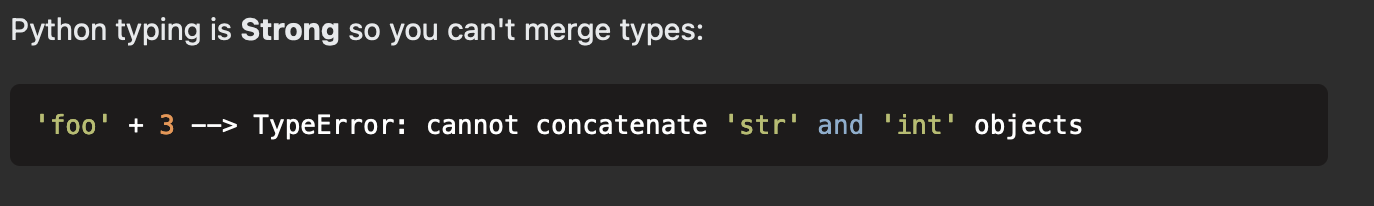 Python typing is Strong so you can't merge types:
'foo' + 3 --> TypeError: cannot concatenate 'str' and 'int' objects